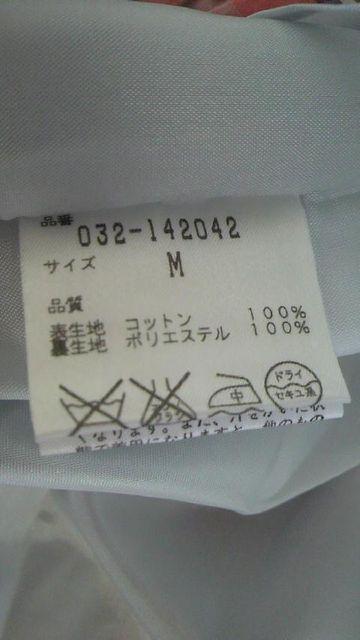 品番
032-142042
サイズ M
品質
表生地 コットン 100%
裏生地 ポリエステル 100%
中
ドライ
セキユ系